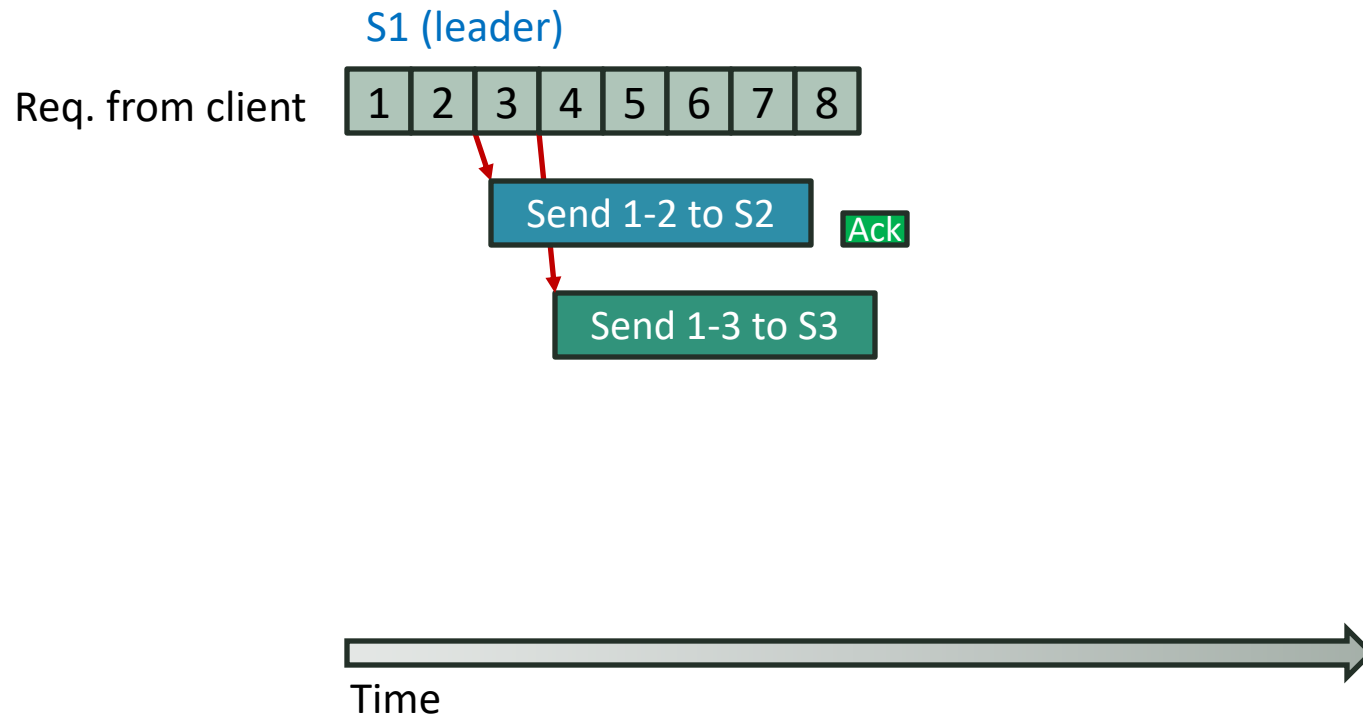 S1 (leader)
Req. from client 1 2 3 4 5 6 7 8
Send 1-2 to S2 Ack
Send 1-3 to S3
Time